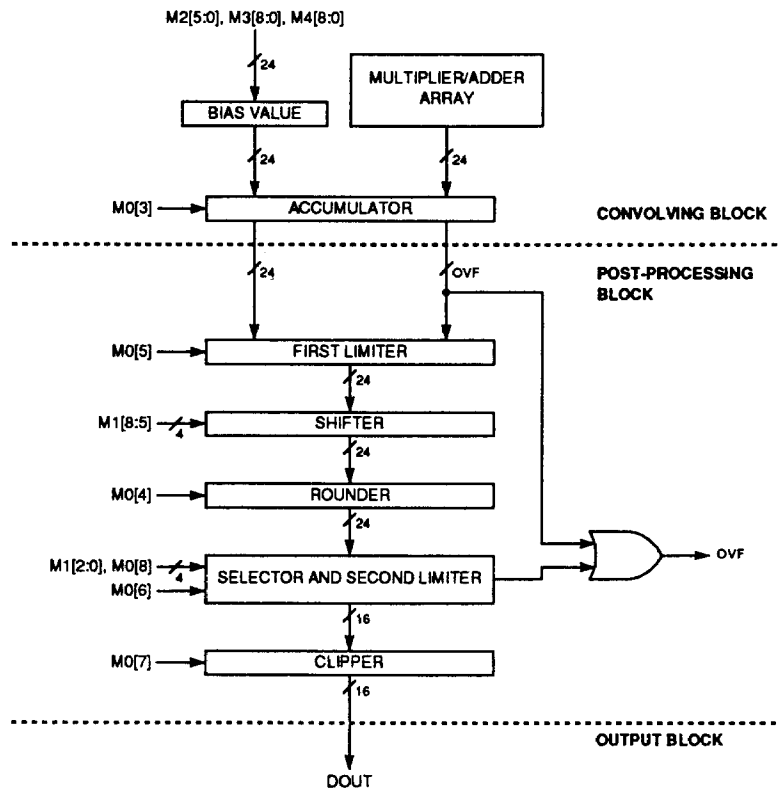 M2[5:0], M3[8:0], M4[8:0]
24
MULTIPLIER/ADDER
ARRAY
BIAS VALUE
24
24
M0[3]
ACCUMULATOR
CONVOLVING BLOCK
24
OVF
POST-PROCESSING
BLOCK
M0[5]
FIRST LIMITER
24
M1[8:5]
4
SHIFTER
24
M0[4]
ROUNDER
24
M1[2:0], M0[8]
4
M0[6]
SELECTOR AND SECOND LIMITER
OVF
16
M0[7]
CLIPPER
16
OUTPUT BLOCK
DOUT